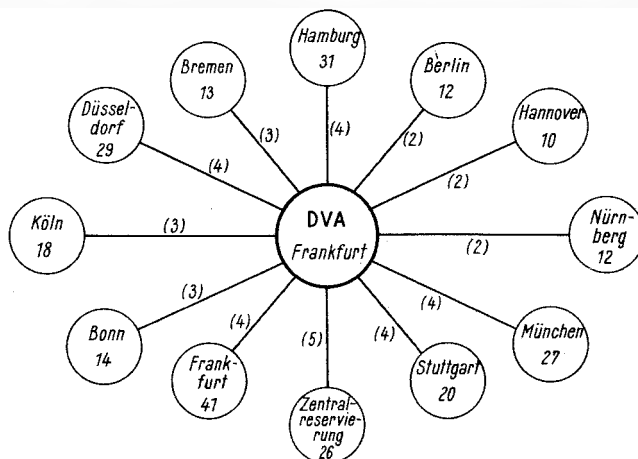 Hamburg
31
Bremen
13
Berlin
12
Düssel-
dorf
29
Hannover
10
(3)
(4)
(2)
(4)
(2)
Köln
18
(3)
DVA
Frankfurt
(2)
Nürn-
berg
12
(3)
(4)
(5)
(4)
(4)
Bonn
14
Frank-
furt
47
Zentral-
reservie-
rung
26
Stuttgart
20
München
27